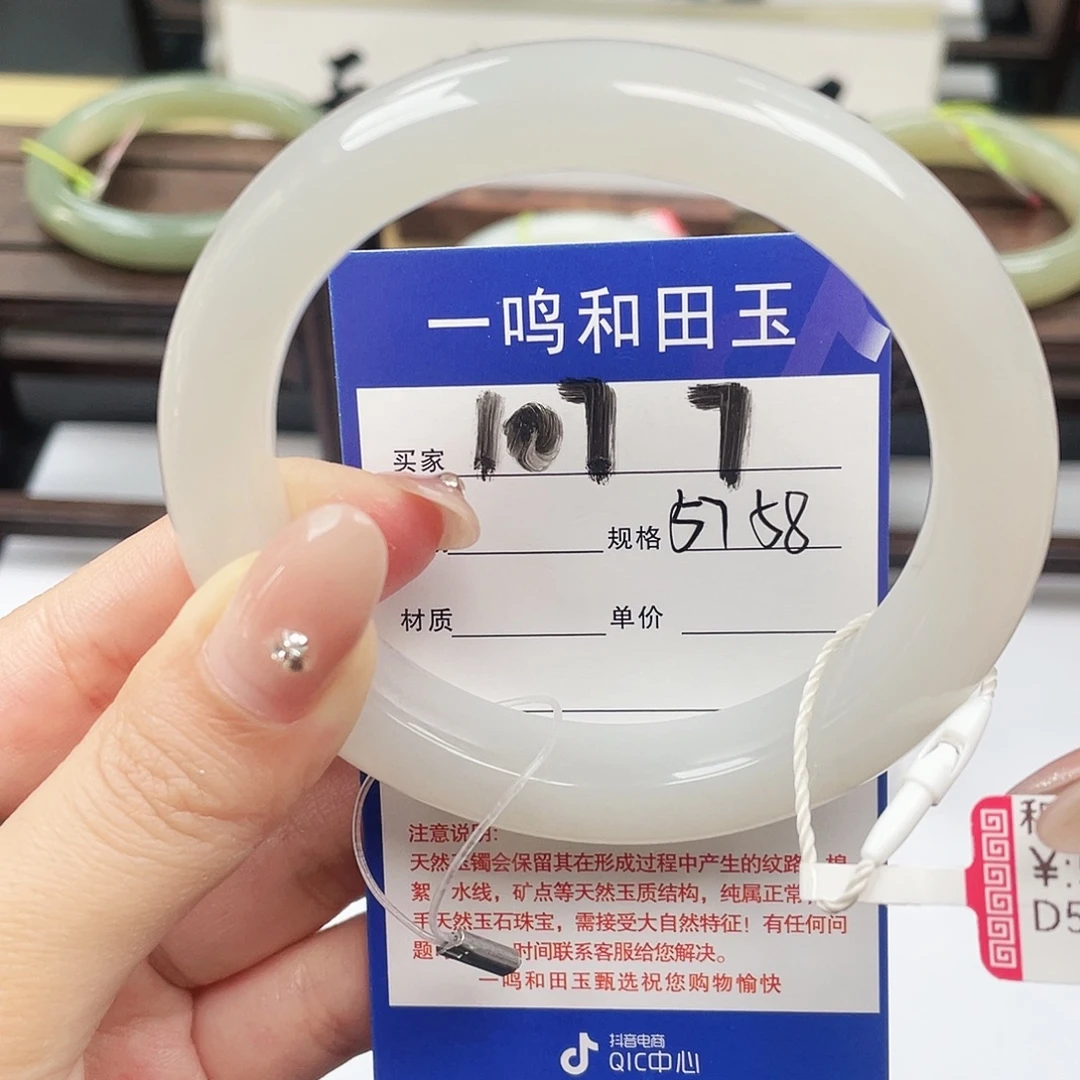 一鸣和田玉
买家 107 7
规格 57 58
材质 单价
注意说明:
天然玉镯会保留其在形成过程中产生的纹路、棉
絮、水线，矿点等天然玉质结构，纯属正常
天然玉石珠宝，需接受大自然特征！有任何问
题 时间联系客服给您解决。
一鸣和田玉甄选祝您购物愉快
抖音电商
QIC中心
¥:
D5